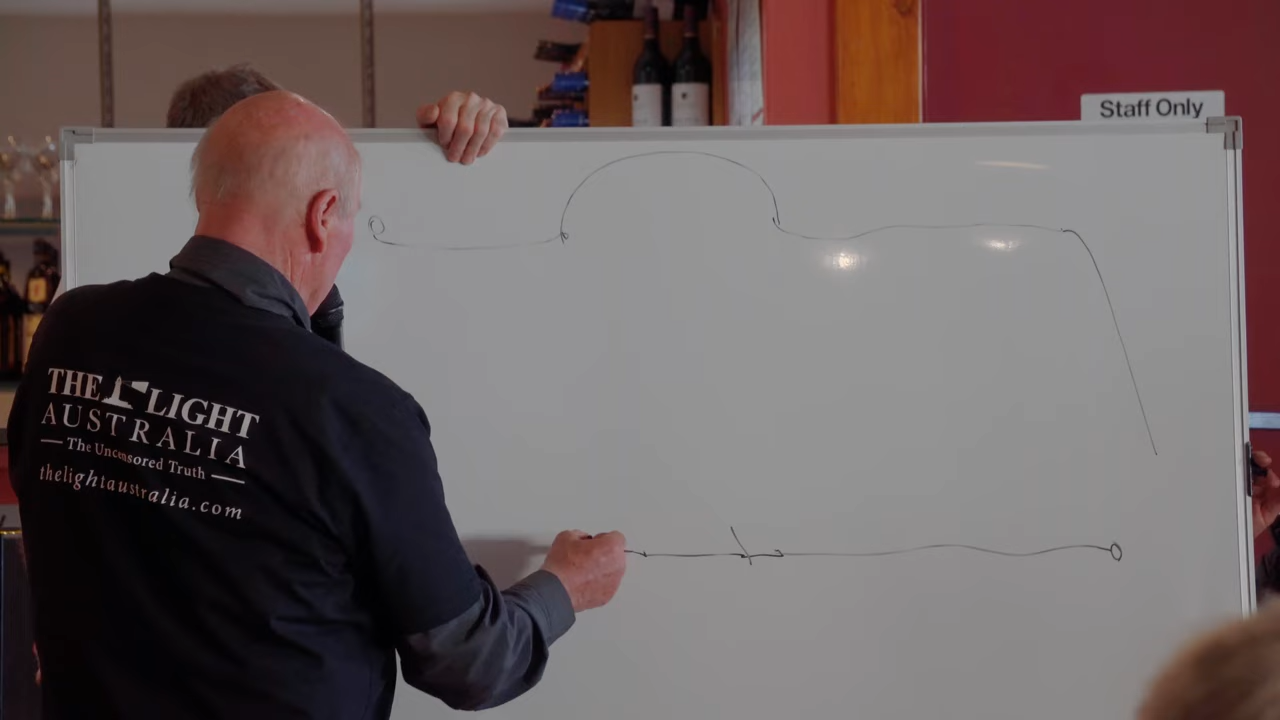 Staff Only
THE LIGHT
AUSTRALIA
The Uncensored Truth
thelightaustralia.com